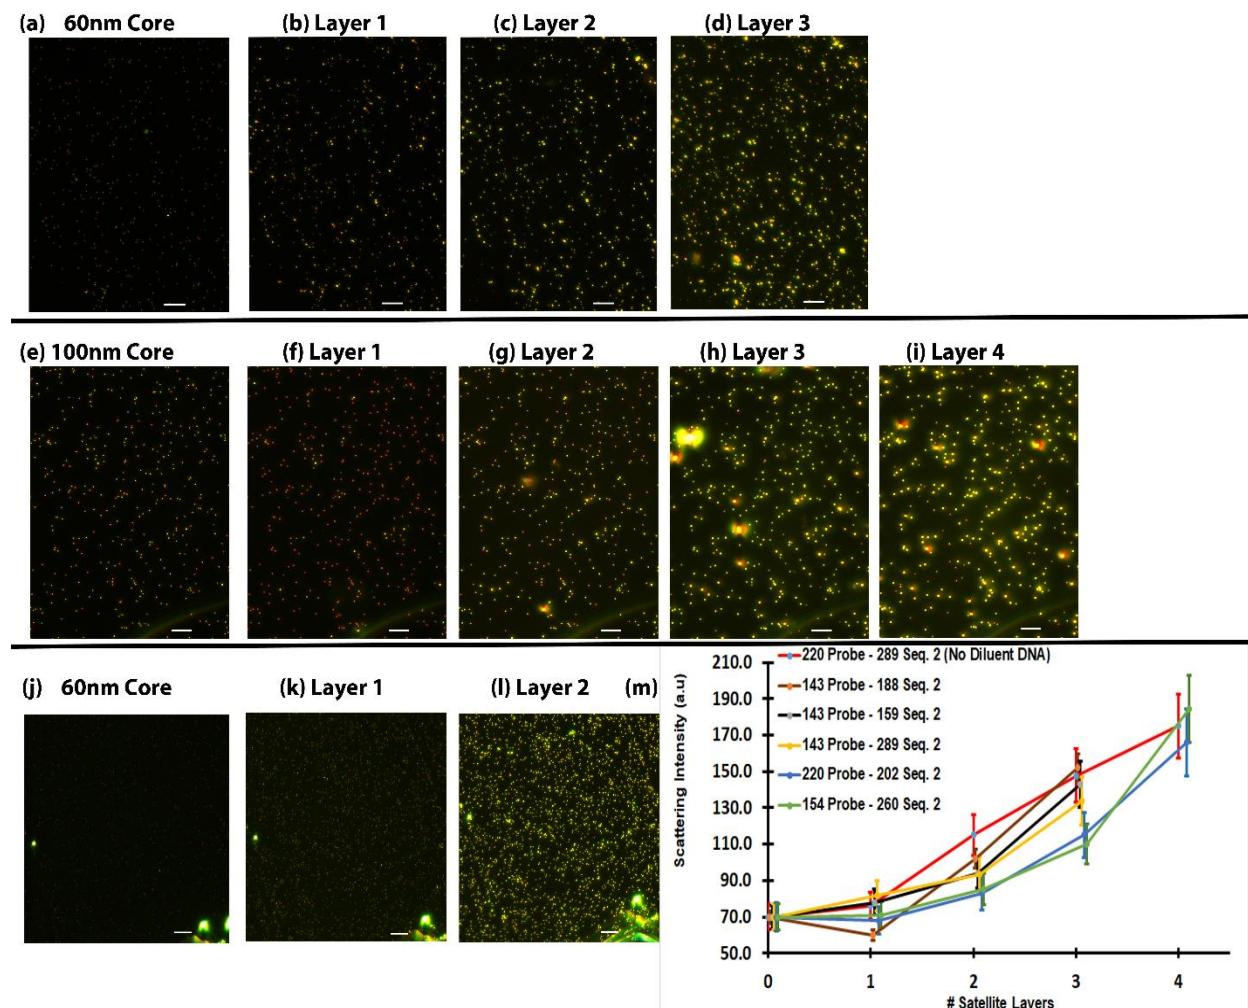 (a) 60nm Core (b) Layer 1 (c) Layer 2 (d) Layer 3
(e) 100nm Core (f) Layer 1 (g) Layer 2 (h) Layer 3 (i) Layer 4
(j) 60nm Core (k) Layer 1 (l) Layer 2 (m)
220 Probe - 289 Seq. 2 (No Diluent DNA)
143 Probe - 188 Seq. 2
143 Probe - 159 Seq. 2
143 Probe - 289 Seq. 2
220 Probe - 202 Seq. 2
154 Probe - 260 Seq. 2
Scattering Intensity (a.u)
210.0
190.0
170.0
150.0
130.0
110.0
90.0
70.0
50.0
0 1 2 3 4
# Satellite Layers